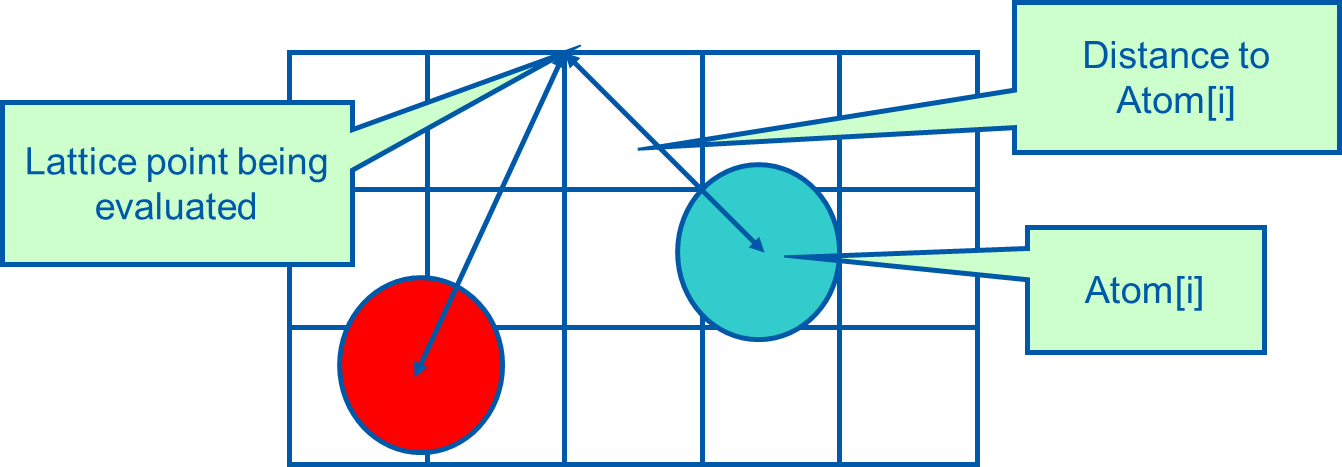 Distance to
Atom[i]
Lattice point being
evaluated
Atom[i]